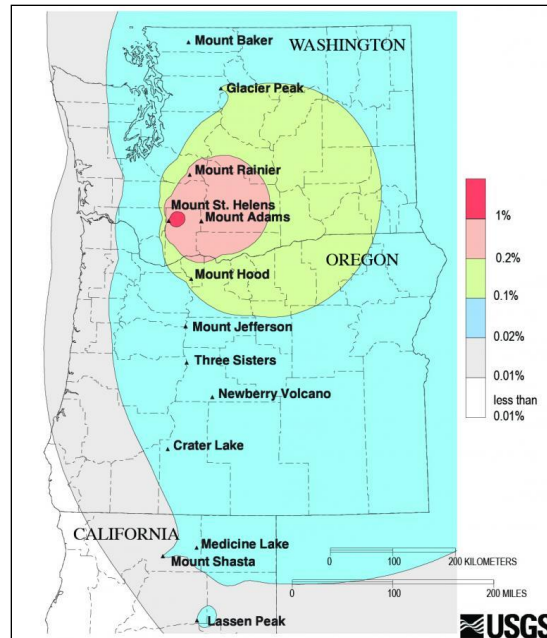 Mount Baker
WASHINGTON
Glacier Peak
Mount Rainier
Mount St. Helens
Mount Adams
OREGON
Mount Hood
Mount Jefferson
Three Sisters
Newberry Volcano
Crater Lake
CALIFORNIA
Medicine Lake
Mount Shasta
Lassen Peak
1%
0.2%
0.1%
0.02%
0.01%
less than
0.01%
0 100 200 KILOMETERS
0 100 200 MILES
USGS